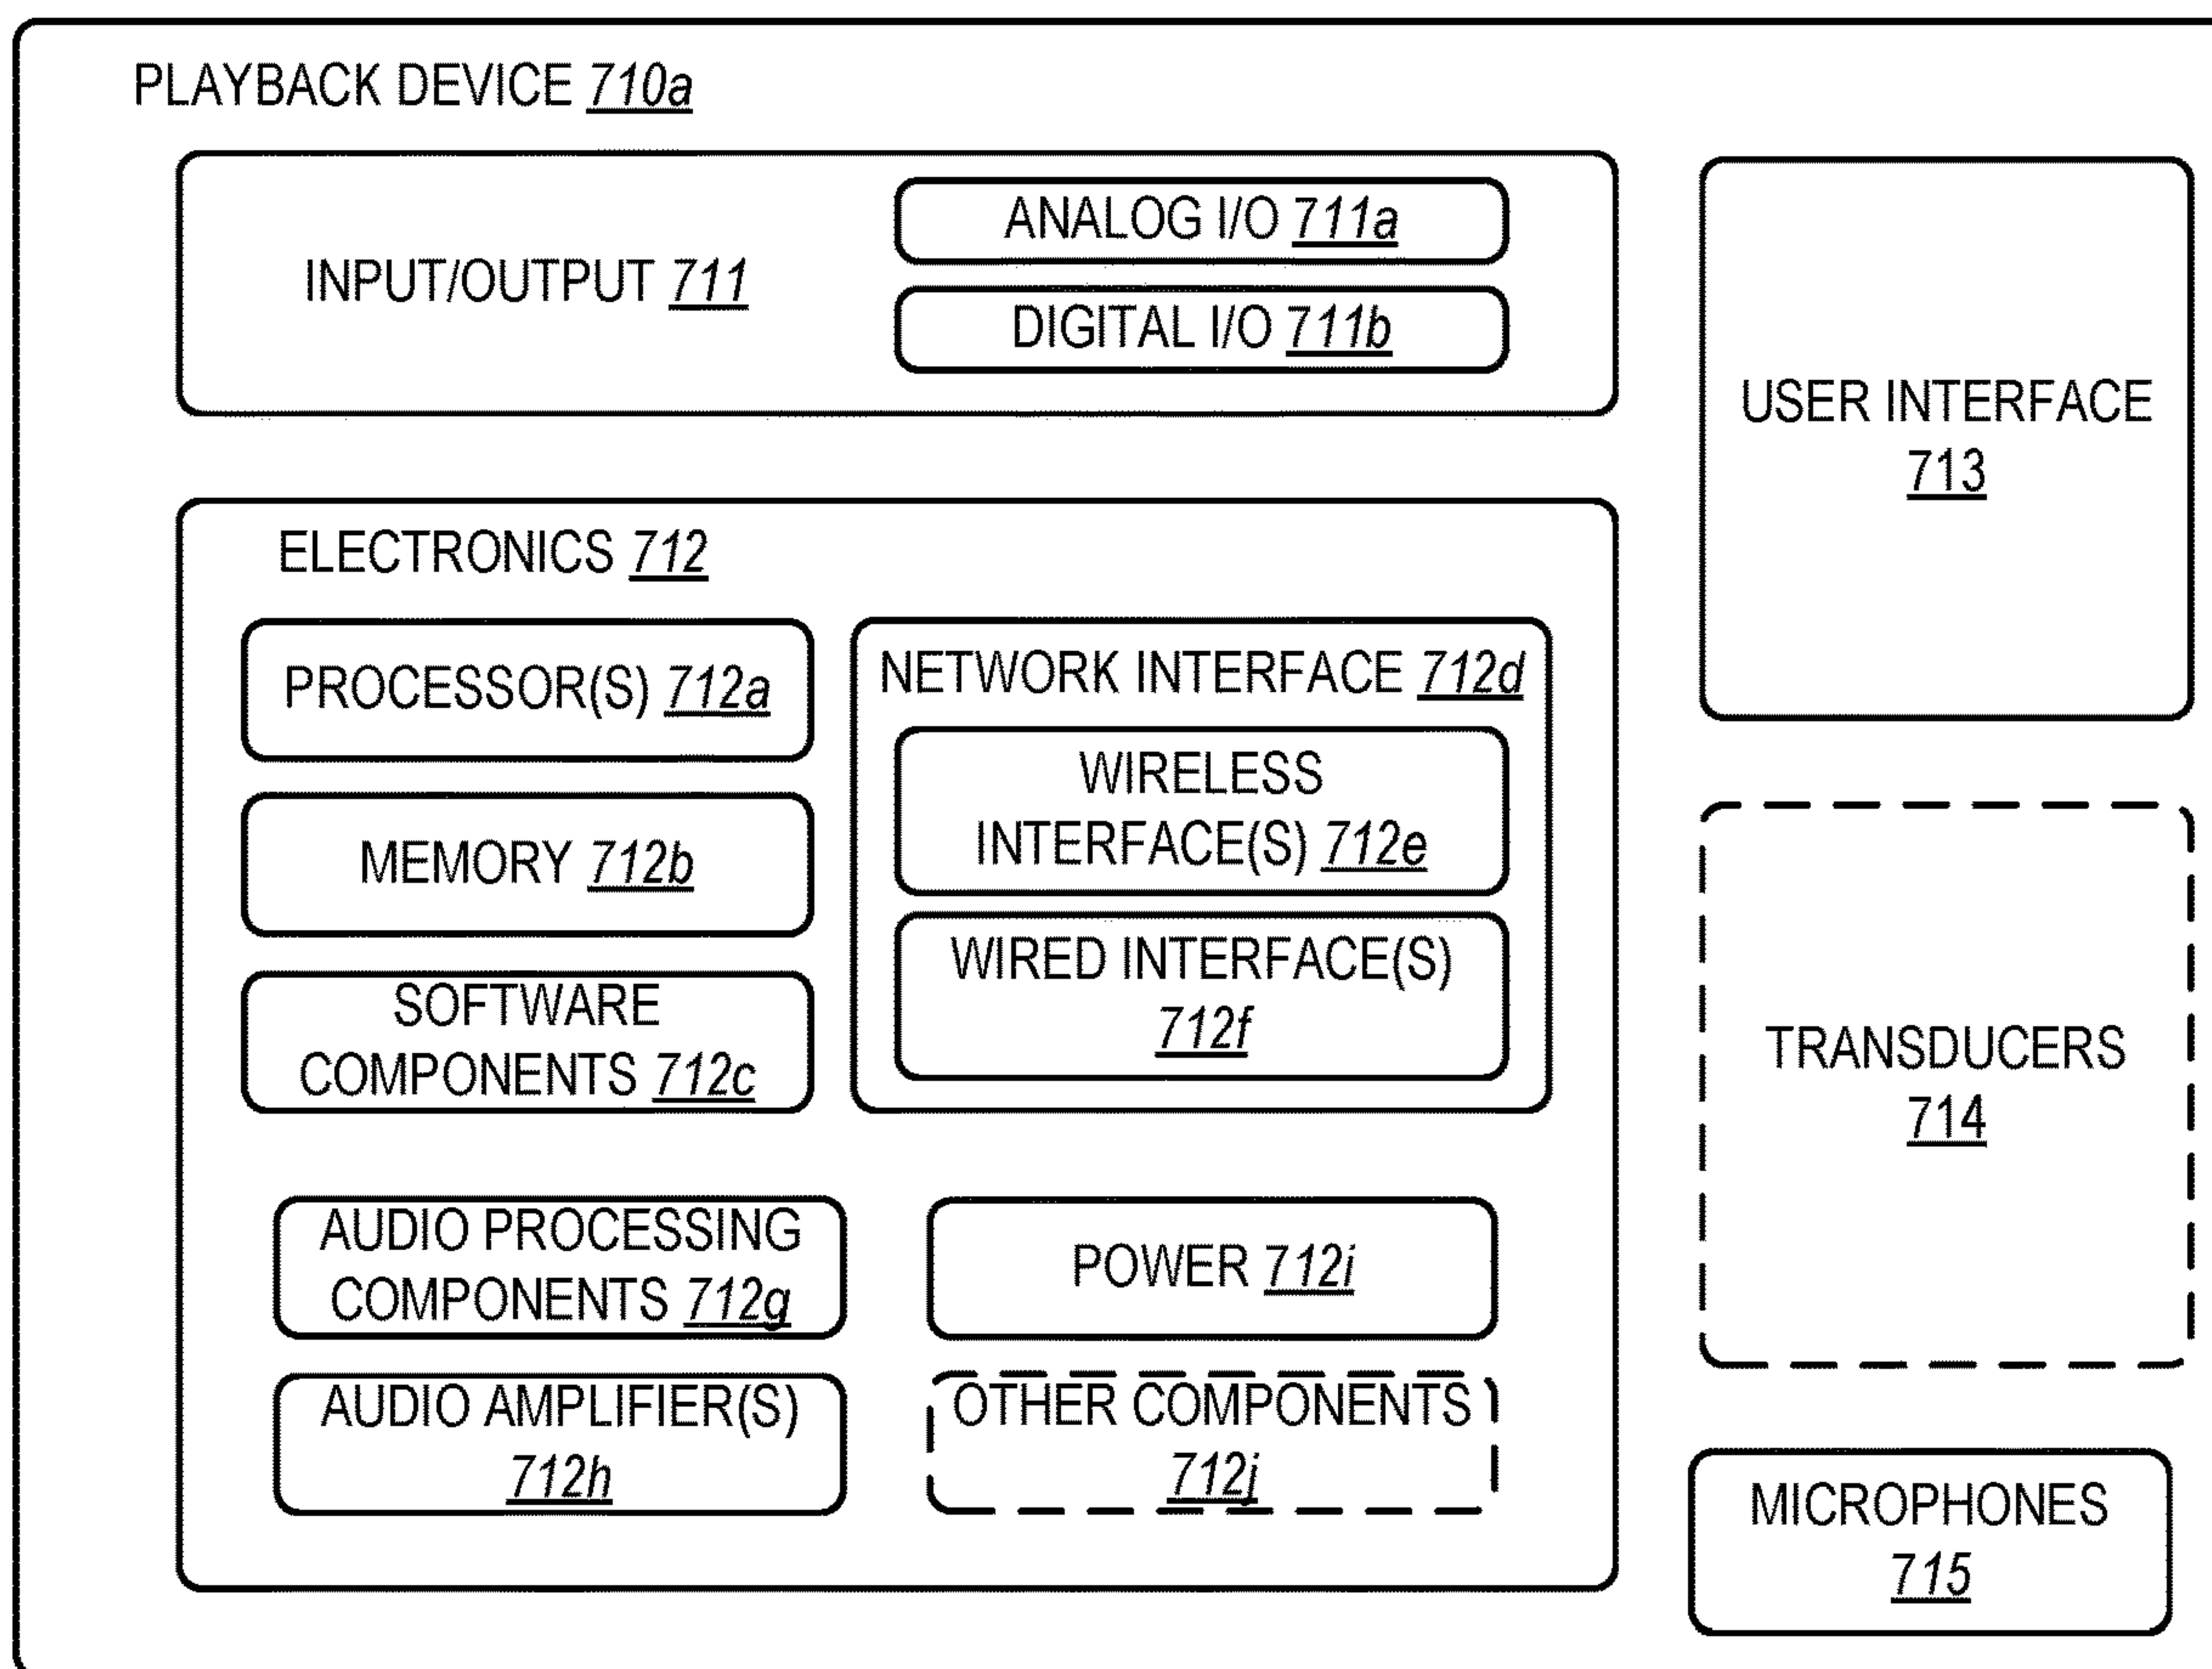 PLAYBACK DEVICE 710a
INPUT/OUTPUT 711
ANALOG I/O 711a
DIGITAL I/O 711b
USER INTERFACE
713
ELECTRONICS 712
PROCESSOR(S) 712a
MEMORY 712b
SOFTWARE
COMPONENTS 712c
NETWORK INTERFACE 712d
WIRELESS
INTERFACE(S) 712e
WIRED INTERFACE(S)
712f
AUDIO PROCESSING
COMPONENTS 712g
POWER 712i
AUDIO AMPLIFIER(S)
712h
OTHER COMPONENTS
712j
TRANSDUCERS
714
MICROPHONES
715